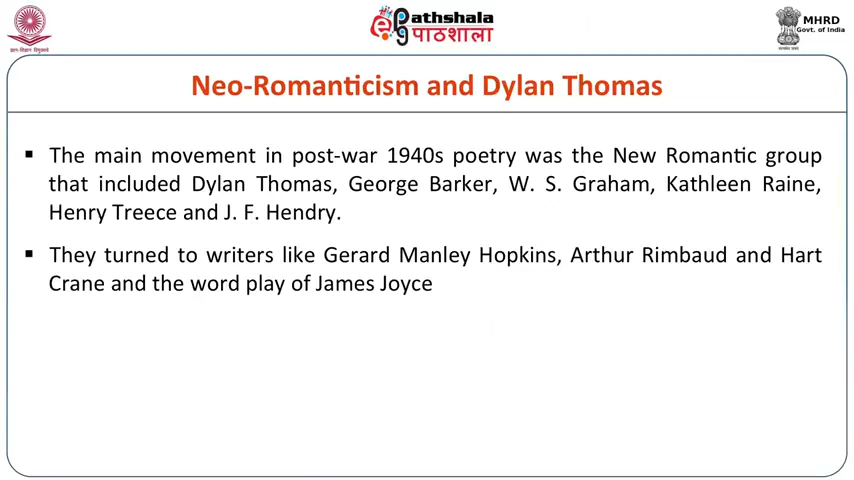 ePathshala
पाठशाला
MHRD
Govt. of India
Neo-Romanticism and Dylan Thomas
▪ The main movement in post-war 1940s poetry was the New Romantic group
that included Dylan Thomas, George Barker, W. S. Graham, Kathleen Raine,
Henry Treece and J. F. Hendry.
▪ They turned to writers like Gerard Manley Hopkins, Arthur Rimbaud and Hart
Crane and the word play of James Joyce